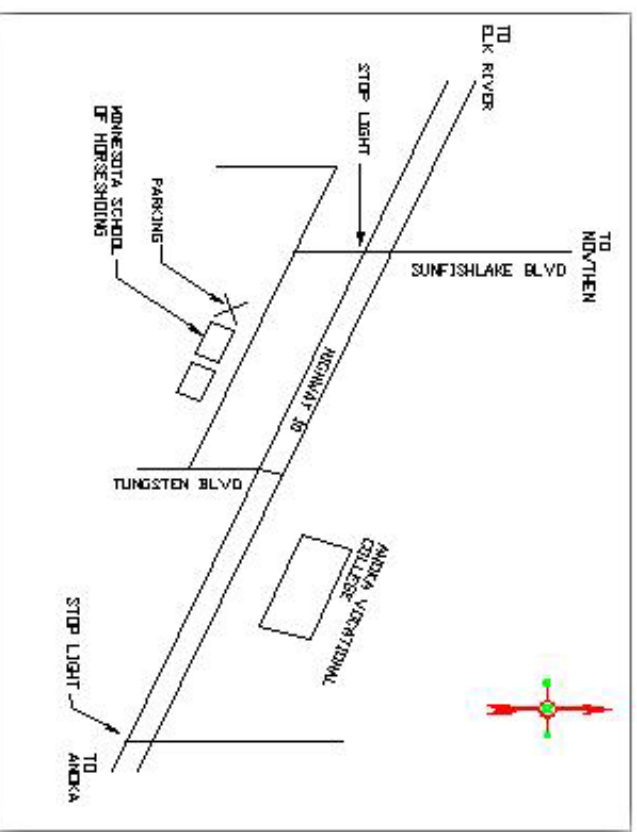 TO
ELK RIVER
STOP LIGHT
TO
NOWTHEN
SUNFISHLAKE BLVD
PARKING
MINNESOTA SCHOOL
OF HORSESHOING
HIGHWAY 10
TUNGSTEN BLVD
ANOKA VOCATIONAL
COLLEGE
STOP LIGHT
TO
ANOKA